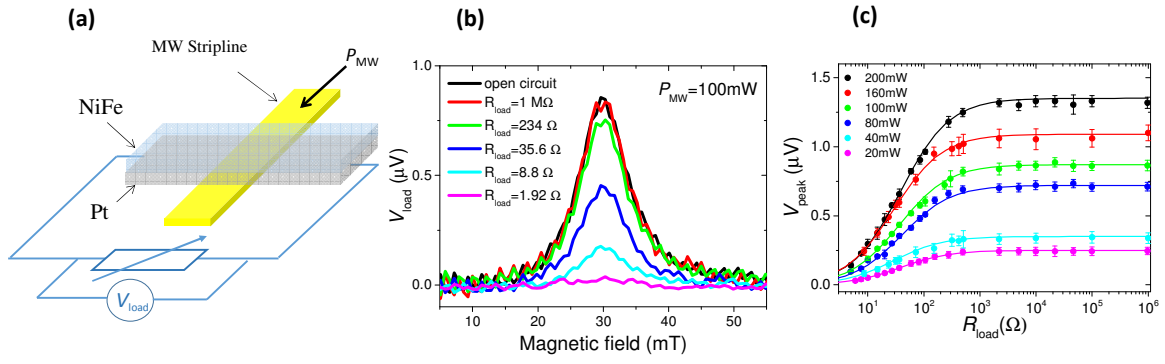 (a)
MW Stripline
P_MW
NiFe
Pt
V_load
(b)
open circuit
R_load=1 MΩ
R_load=234 Ω
R_load=35.6 Ω
R_load=8.8 Ω
R_load=1.92 Ω
P_MW=100mW
V_load (μV)
1.0
0.5
0.0
10 20 30 40 50
Magnetic field (mT)
(c)
200mW
160mW
100mW
80mW
40mW
20mW
V_peak (μV)
1.5
1.0
0.5
0.0
10^1 10^2 10^3 10^4 10^5 10^6
R_load(Ω)